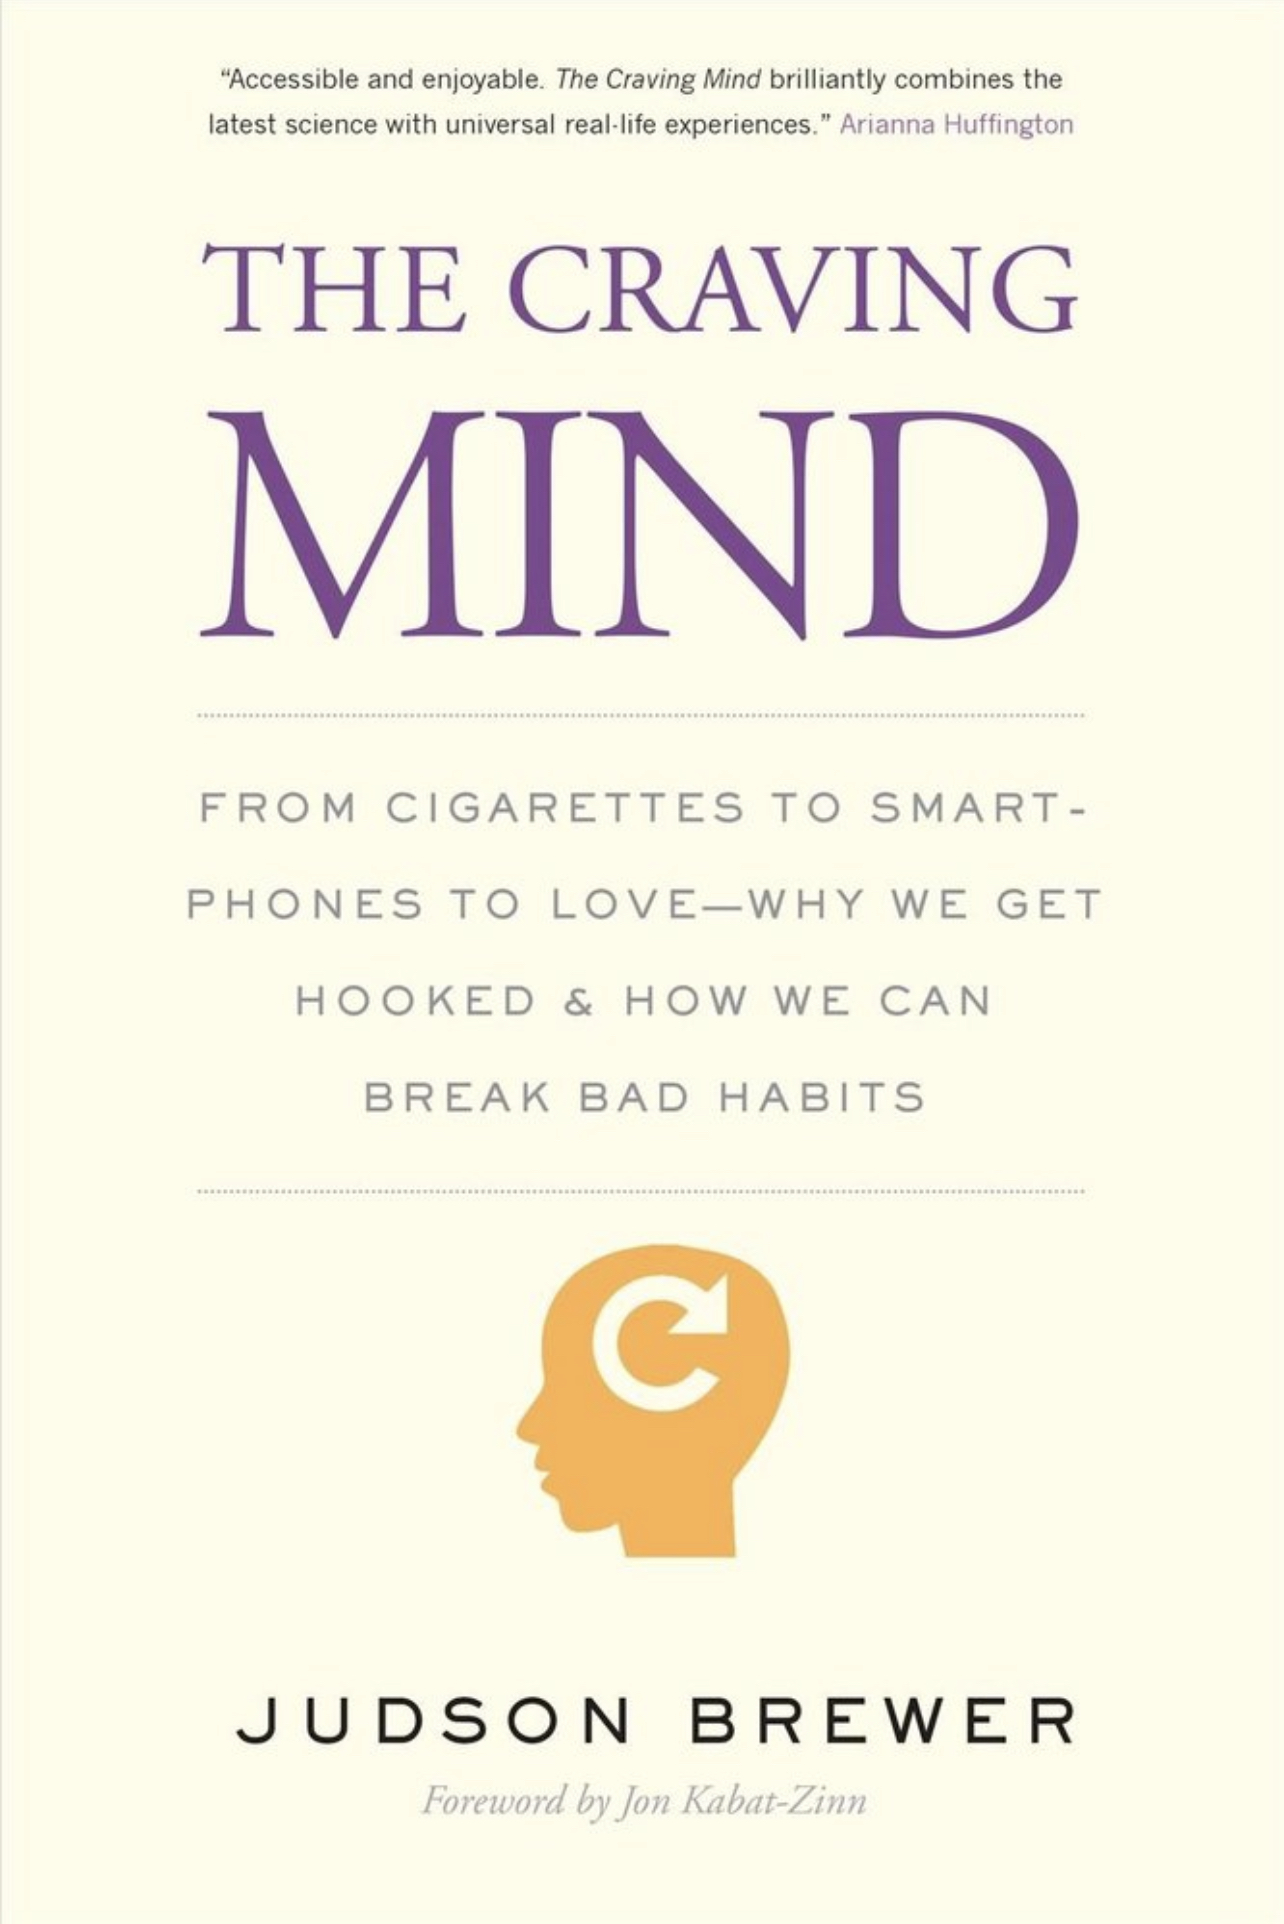 “Accessible and enjoyable. The Craving Mind brilliantly combines the
latest science with universal real-life experiences.” Arianna Huffington
THE CRAVING
MIND
FROM CIGARETTES TO SMART-
PHONES TO LOVE—WHY WE GET
HOOKED & HOW WE CAN
BREAK BAD HABITS
JUDSON BREWER
Foreword by Jon Kabat-Zinn